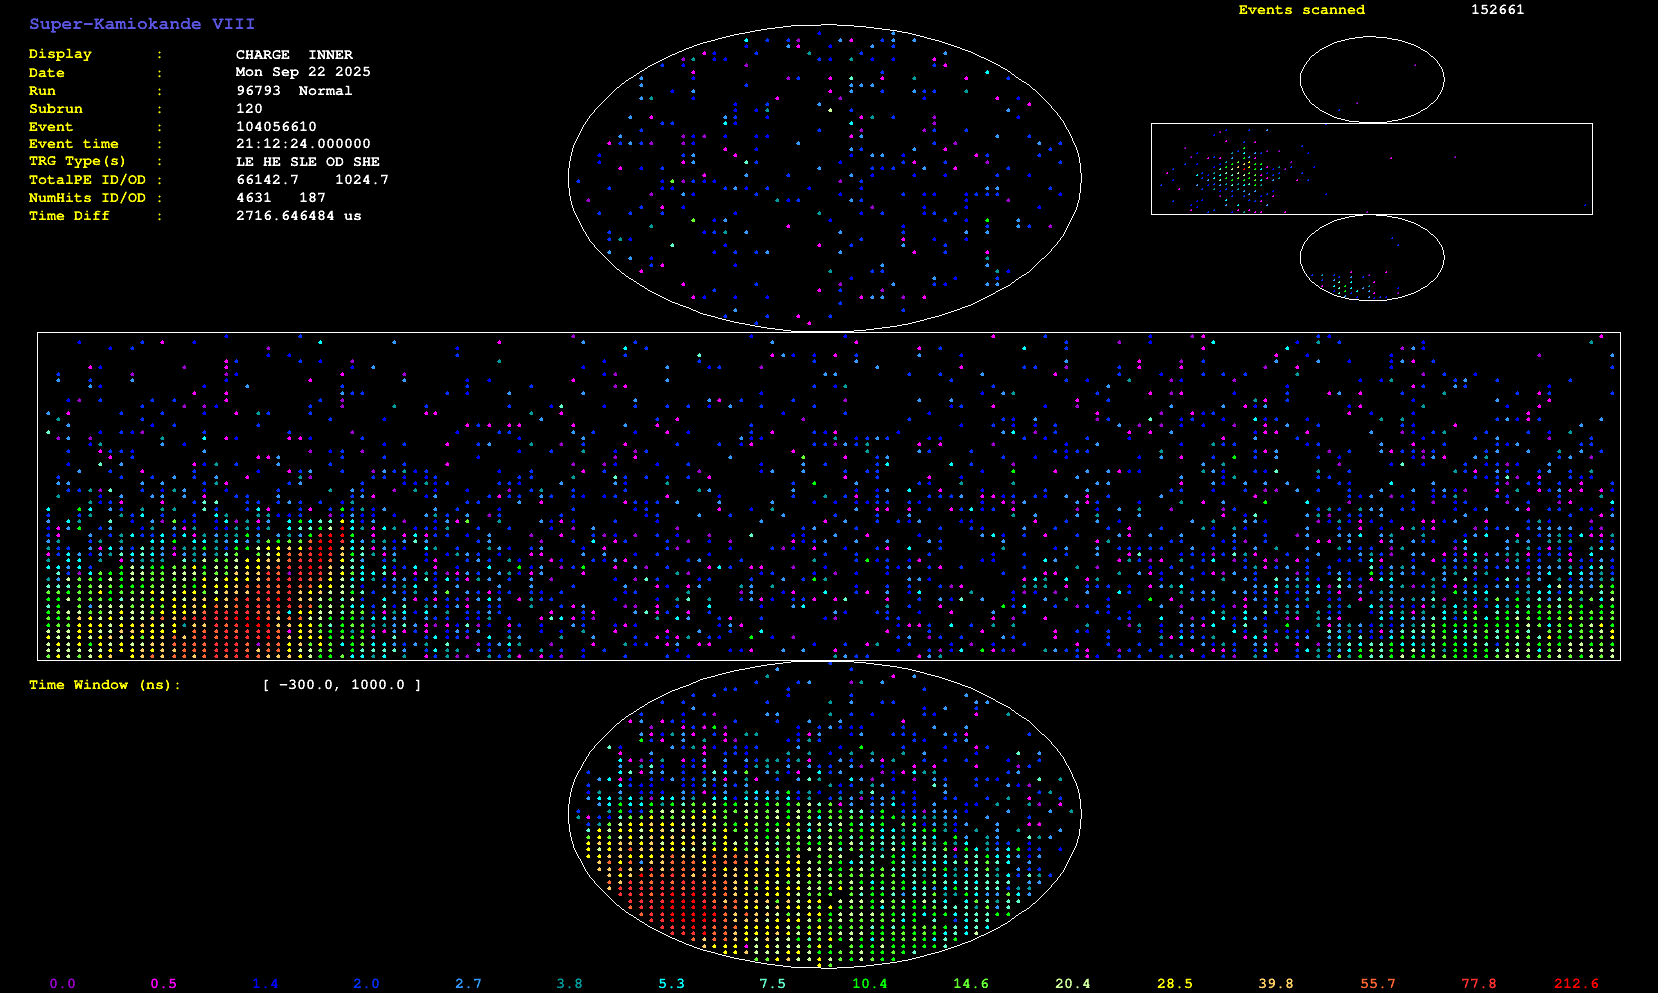 Super-Kamiokande VIII
Events scanned 152661
Display : CHARGE INNER
Date : Mon Sep 22 2025
Run : 96793 Normal
Subrun : 120
Event : 104056610
Event time : 21:12:24.000000
TRG Type(s) : LE HE SLE OD SHE
TotalPE ID/OD : 66142.7 1024.7
NumHits ID/OD : 4631 187
Time Diff : 2716.646484 us
Time Window (ns): [ -300.0, 1000.0 ]
0.0 0.5 1.4 2.0 2.7 3.8 5.3 7.5 10.4 14.6 20.4 28.5 39.8 55.7 77.8 212.6